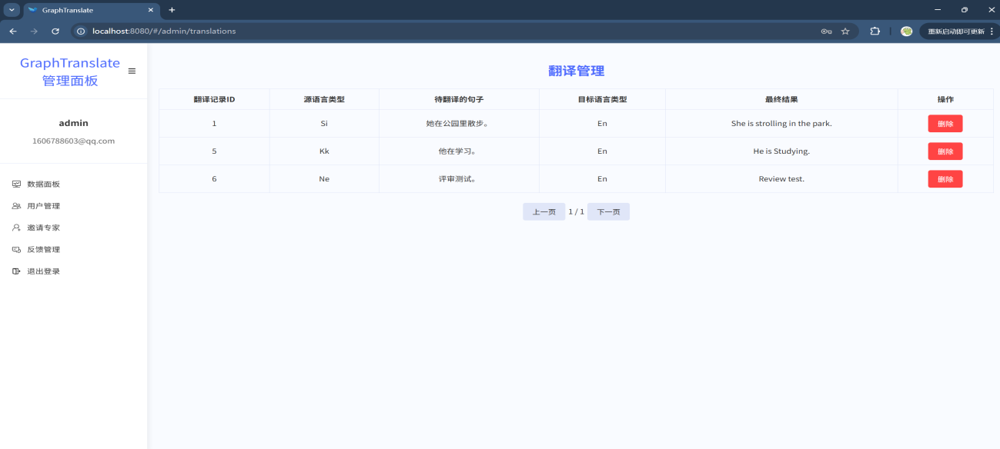 GraphTranslate
localhost:8080/#/admin/translations
重新启动即可更新
GraphTranslate
管理面板
admin
1606788603@qq.com
数据面板
用户管理
邀请专家
反馈管理
退出登录
翻译管理
翻译记录ID 源语言类型 待翻译的句子 目标语言类型 最终结果 操作
1 Si 她在公园里散步。 En She is strolling in the park. 删除
5 Kk 他在学习。 En He is Studying. 删除
6 Ne 评审测试。 En Review test. 删除
上一页 1 / 1 下一页